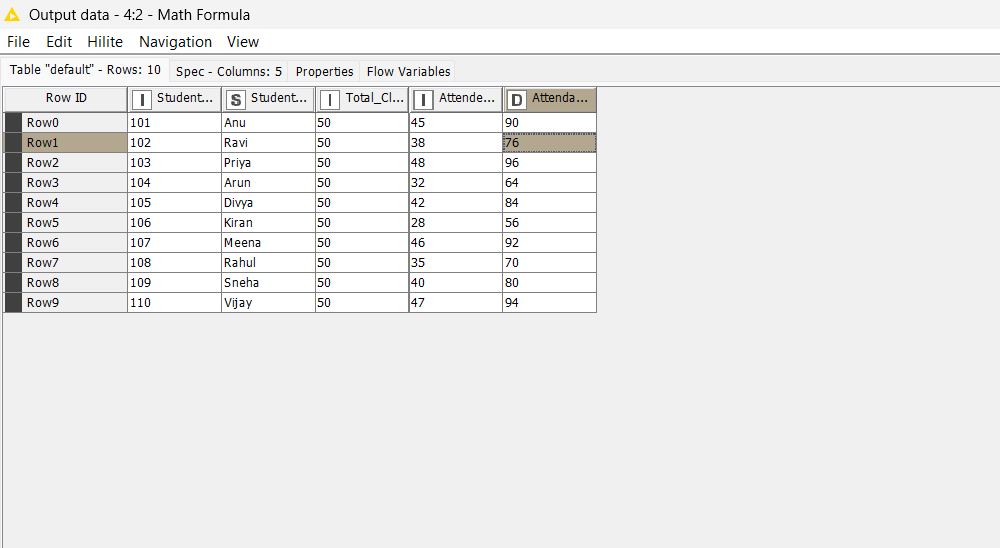 Output data - 4:2 - Math Formula
File Edit Hilite Navigation View
Table "default" - Rows: 10 Spec - Columns: 5 Properties Flow Variables
Row ID I Student... S Student... I Total_Cl... I Attende... D Attenda...
Row0 101 Anu 50 45 90
Row1 102 Ravi 50 38 76
Row2 103 Priya 50 48 96
Row3 104 Arun 50 32 64
Row4 105 Divya 50 42 84
Row5 106 Kiran 50 28 56
Row6 107 Meena 50 46 92
Row7 108 Rahul 50 35 70
Row8 109 Sneha 50 40 80
Row9 110 Vijay 50 47 94